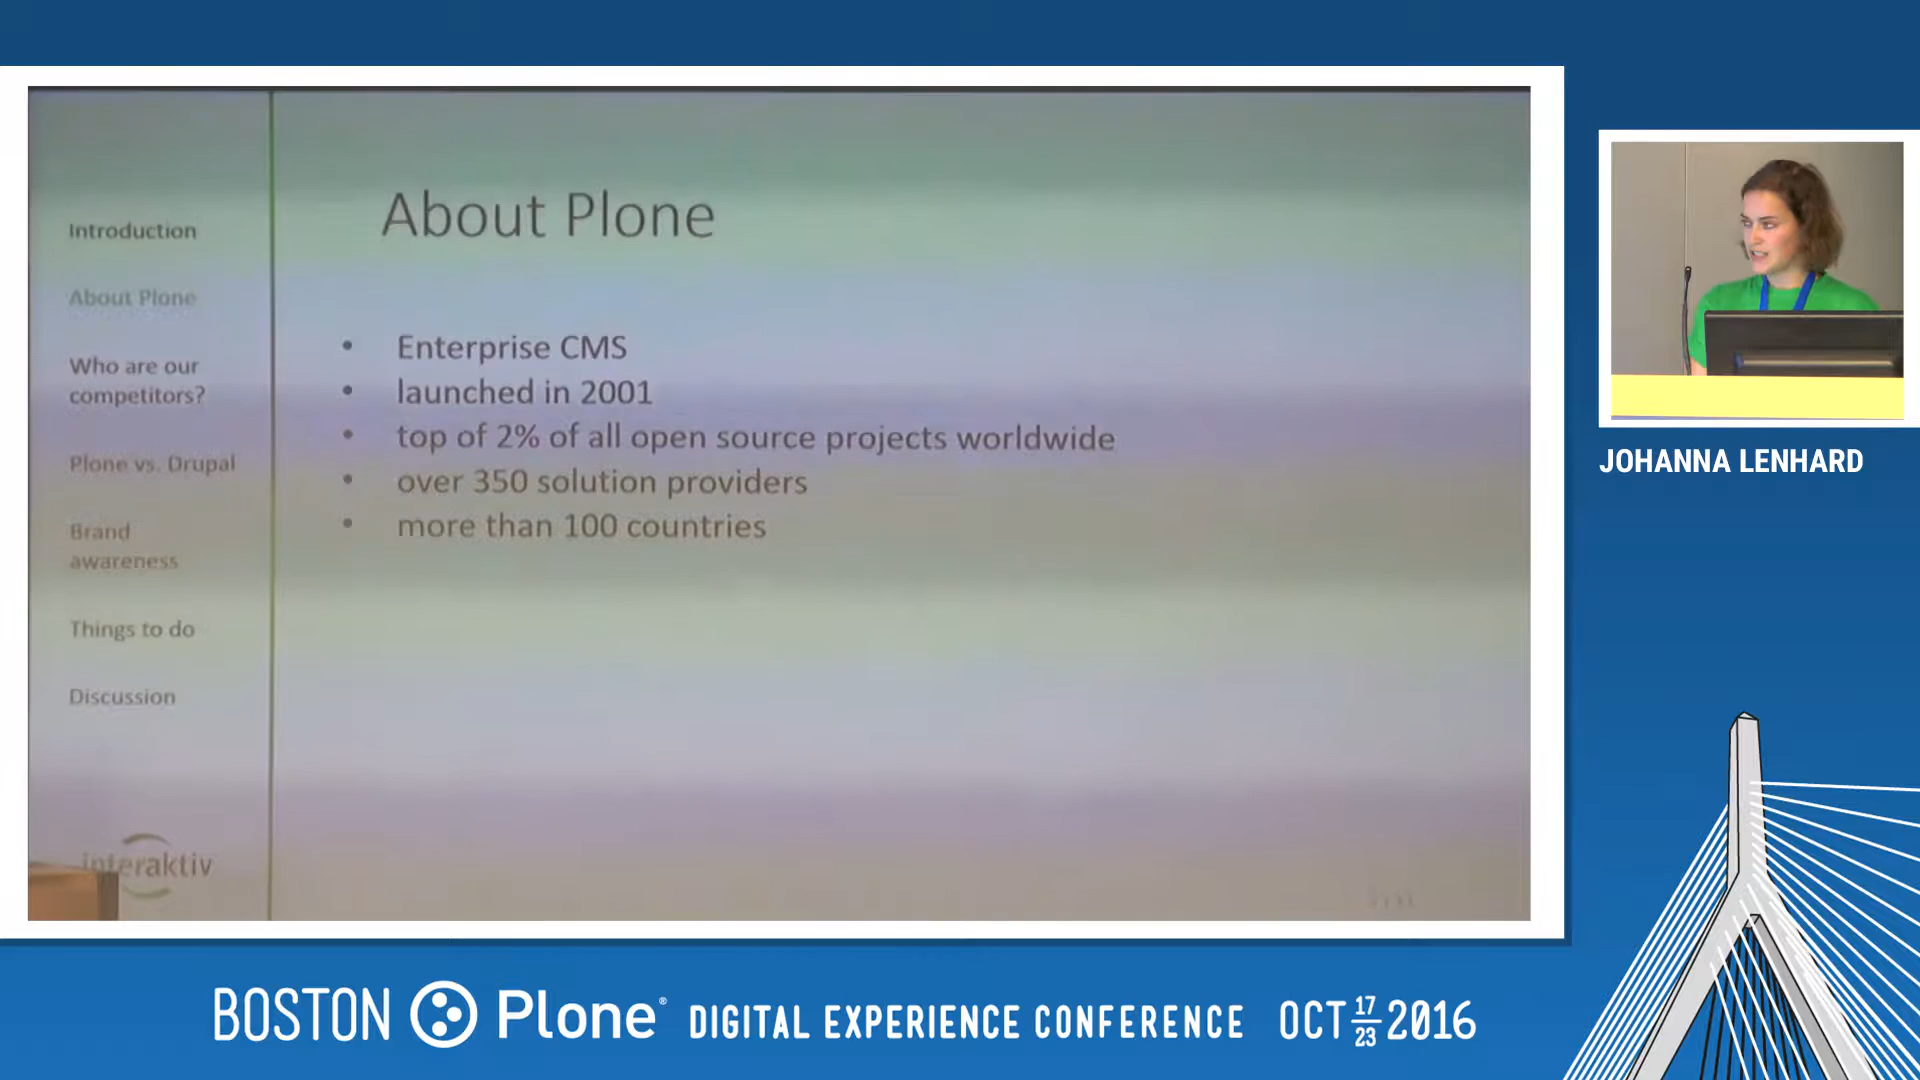 Introduction
About Plone
Who are our
competitors?
Plone vs. Drupal
Brand
awareness
Things to do
Discussion
interaktiv
About Plone
• Enterprise CMS
• launched in 2001
• top of 2% of all open source projects worldwide
• over 350 solution providers
• more than 100 countries
JOHANNA LENHARD
BOSTON Plone® DIGITAL EXPERIENCE CONFERENCE OCT 17 23 2016